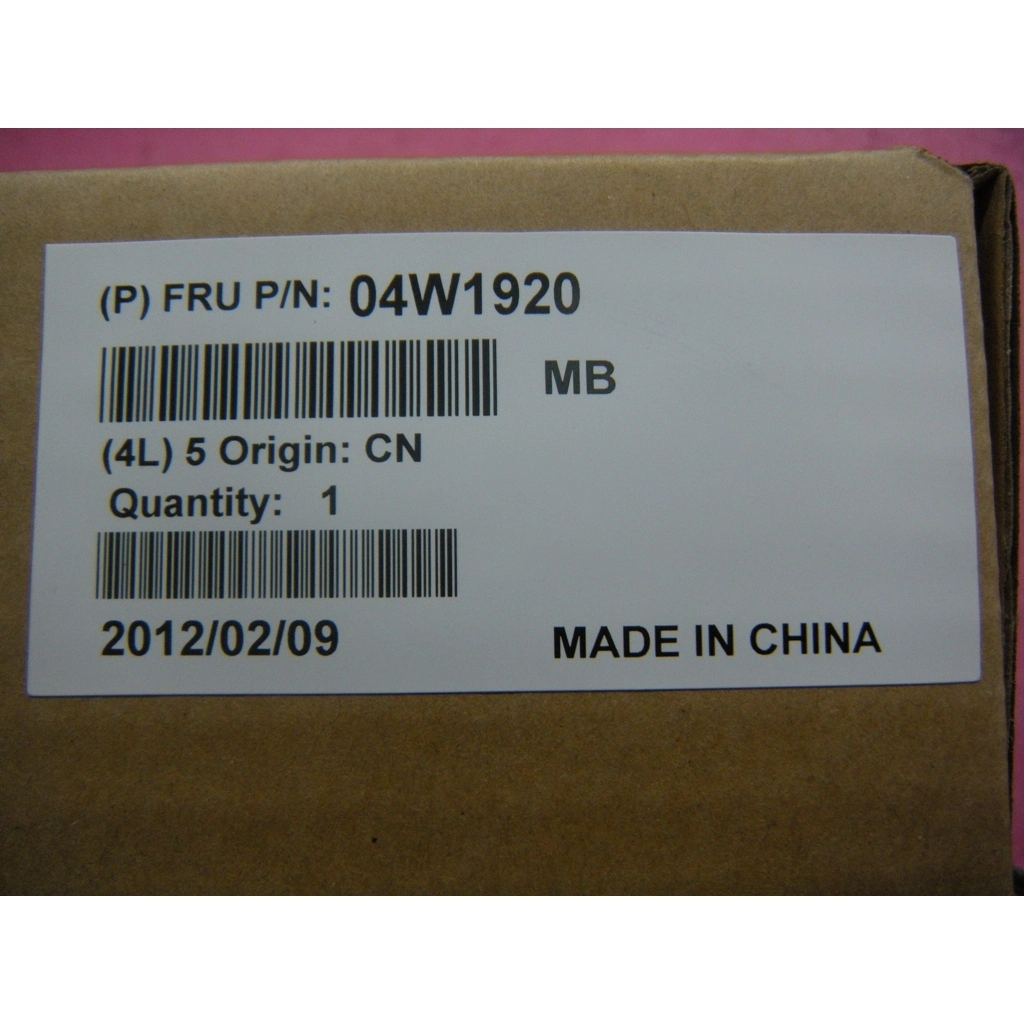 (P) FRU P/N: 04W1920
MB
(4L) 5 Origin: CN
Quantity: 1
2012/02/09
MADE IN CHINA